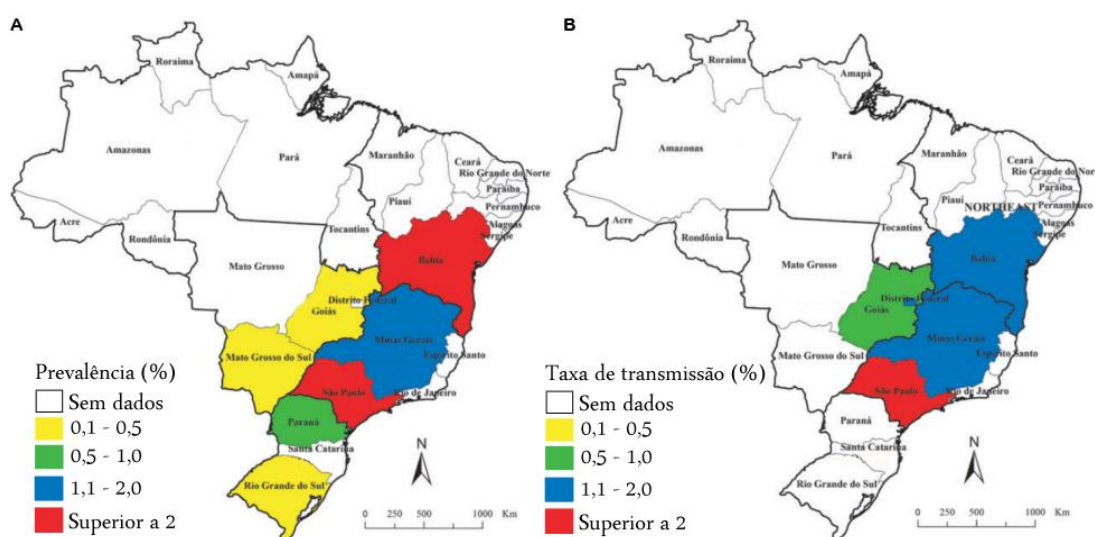 A
Roraima
Amapá
Amazonas
Pará
Maranhão
Ceará
Rio Grande do Norte
Paraíba
Piauí
Pernambuco
Acre
Alagoas
Sergipe
Tocantins
Rondônia
Bahia
Mato Grosso
Distrito Federal
Goiás
Minas Gerais
Espírito Santo
Mato Grosso do Sul
São Paulo
Rio de Janeiro
Paraná
Santa Catarina
Rio Grande do Sul
Prevalência (%)
Sem dados
0,1 - 0,5
0,5 - 1,0
1,1 - 2,0
Superior a 2
N
0 250 500 1000 Km
B
Roraima
Amapá
Amazonas
Pará
Maranhão
Ceará
Rio Grande do Nor
Paraíba
Piauí
Pernambuco
NORTHEAST
Acre
Alagoas
Sergipe
Tocantins
Rondônia
Bahia
Mato Grosso
Distrito Federal
Goiás
Minas Gerais
Espírito Santo
Mato Grosso do Sul
São Paulo
Rio de Janeiro
Paraná
Santa Catarina
Rio Grande do Sul
Taxa de transmissão (%)
Sem dados
0,1 - 0,5
0,5 - 1,0
1,1 - 2,0
Superior a 2
N
0 250 500 1000 Km